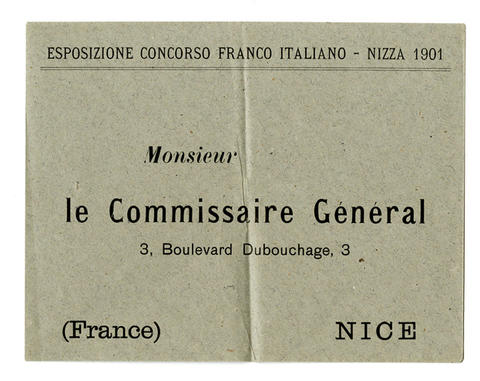 ESPOSIZIONE CONCORSO FRANCO ITALIANO - NIZZA 1901
Monsieur
le Commissaire Général
3, Boulevard Dubouchage, 3
(France) NICE